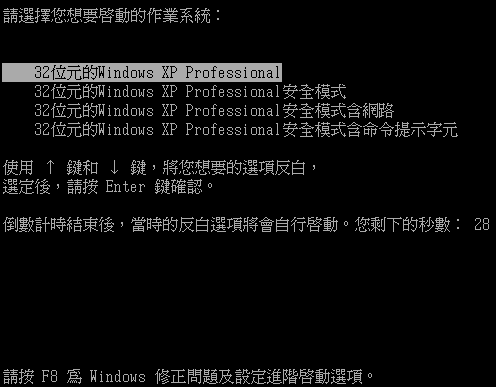 請選擇您想要啓動的作業系統：
32位元的Windows XP Professional
32位元的Windows XP Professional安全模式
32位元的Windows XP Professional安全模式含網路
32位元的Windows XP Professional安全模式含命令提示字元
使用 ↑ 鍵和 ↓ 鍵，將您想要的選項反白，
選定後，請按 Enter 鍵確認。
倒數計時結束後，當時的反白選項將會自行啓動。您剩下的秒數： 28
請按 F8 爲 Windows 修正問題及設定進階啓動選項。